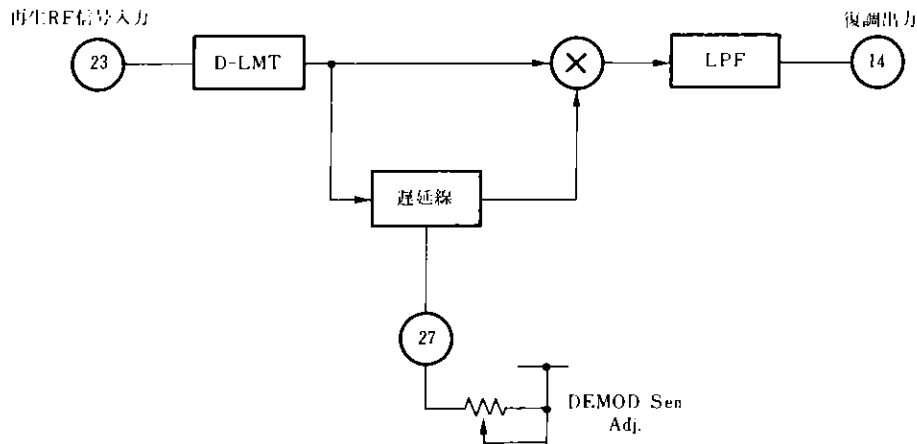 再生RF信号入力
復調出力
23
D-LMT
LPF
14
遅延線
27
DEMOD Sen
Adj.